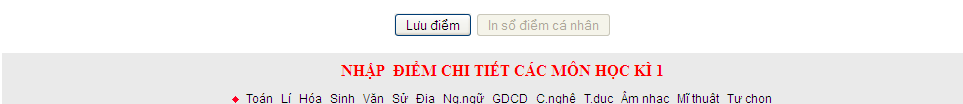 Lưu điểm In sổ điểm cá nhân
NHẬP ĐIỂM CHI TIẾT CÁC MÔN HỌC KÌ 1
Toán Lí Hóa Sinh Văn Sử Địa Ng.ngữ GDCD C.nghệ T.dục Âm nhạc Mĩ thuật Tự chọn